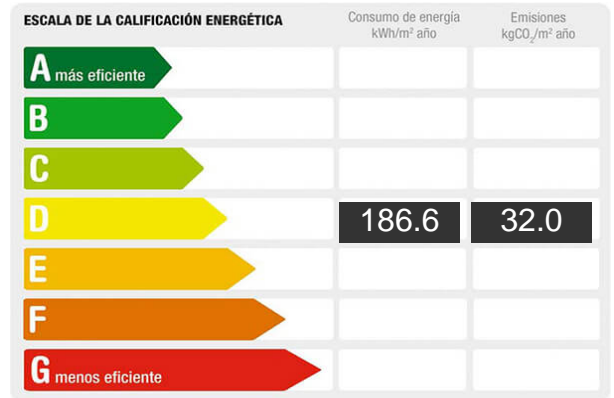 ESCALA DE LA CALIFICACIÓN ENERGÉTICA
Consumo de energía
kWh/m² año
Emisiones
kgCO₂/m² año
A más eficiente
B
C
D 186.6 32.0
E
F
G menos eficiente